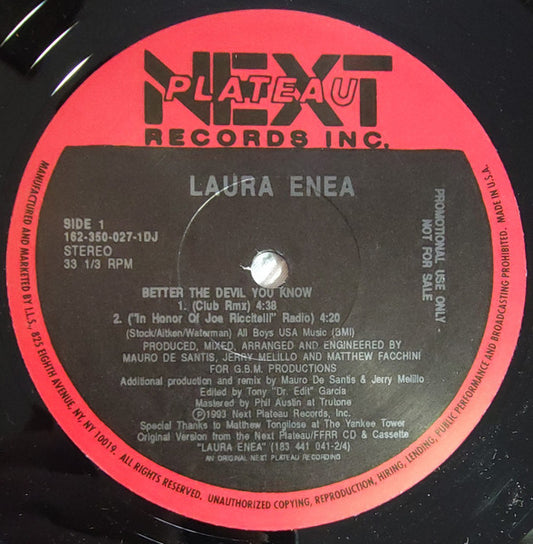 NEXT
PLATEAU
RECORDS INC.
LAURA ENEA
SIDE 1
162-350-027-1DJ
STEREO
33 1/3 RPM
PROMOTIONAL USE ONLY
NOT FOR SALE
BETTER THE DEVIL YOU KNOW
1. (Club Rmx) 4:38
2. ("In Honor Of Joe Riccitelli" Radio) 4:20
(Stock/Aitken/Waterman) All Boys USA Music (BMI)
PRODUCED, MIXED, ARRANGED AND ENGINEERED BY
MAURO DE SANTIS, JERRY MELILLO AND MATTHEW FACCHINI
FOR G.B.M. PRODUCTIONS
Additional production and remix by Mauro De Santis & Jerry Melillo
Edited by Tony "Dr. Edit" Garcia
Mastered by Phil Austin at Trutone
Ⓟ©1993 Next Plateau Records, Inc.
Special Thanks to Matthew Tongilose at The Yankee Tower
Original Version from the Next Plateau/FFRR CD & Cassette
"LAURA ENEA" (183 441 041-2/4)
AN ORIGINAL NEXT PLATEAU RECORDING
MANUFACTURED AND MARKETED BY I.L.S., 825 EIGHTH AVENUE, NY, NY 10019. ALL RIGHTS RESERVED. UNAUTHORIZED COPYING, REPRODUCTION, HIRING, LENDING, PUBLIC PERFORMANCE AND BROADCASTING PROHIBITED. MADE IN U.S.A.